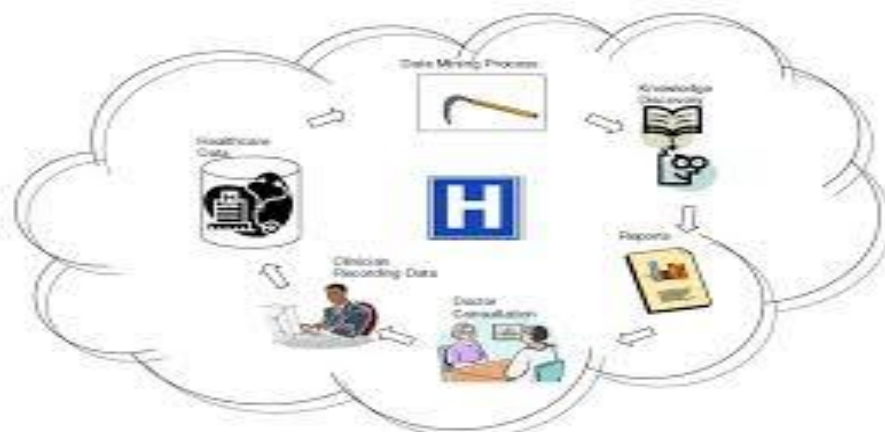 Data Mining Process
Knowledge
Discovery
Healthcare
Data
H
Reports
Clinician
Recording Data
Doctor
Consultation